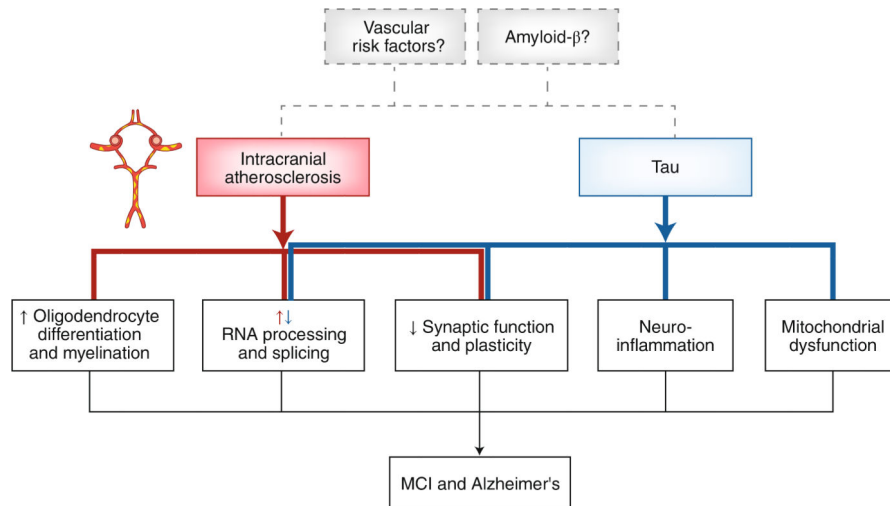 Vascular
risk factors?
Amyloid-β?
Intracranial
atherosclerosis
Tau
↑ Oligodendrocyte
differentiation
and myelination
↑↓
RNA processing
and splicing
↓ Synaptic function
and plasticity
Neuro-
inflammation
Mitochondrial
dysfunction
MCI and Alzheimer's